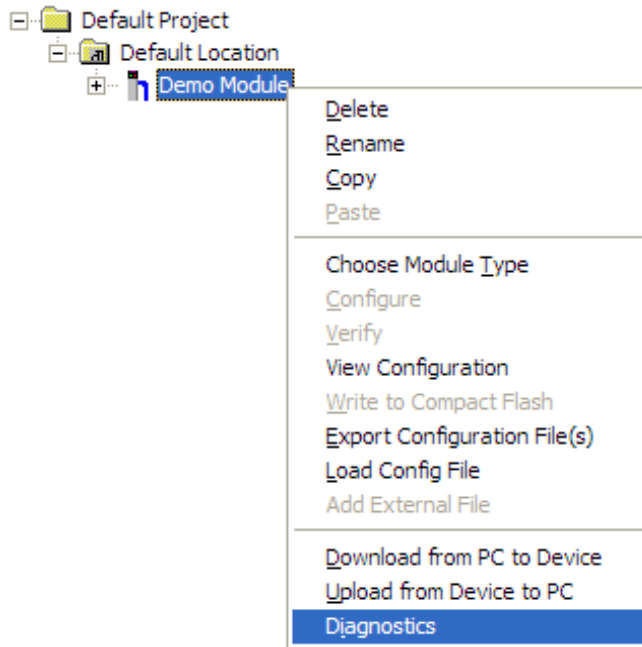 Default Project
Default Location
Demo Module
Delete
Rename
Copy
Paste
Choose Module Type
Configure
Verify
View Configuration
Write to Compact Flash
Export Configuration File(s)
Load Config File
Add External File
Download from PC to Device
Upload from Device to PC
Diagnostics